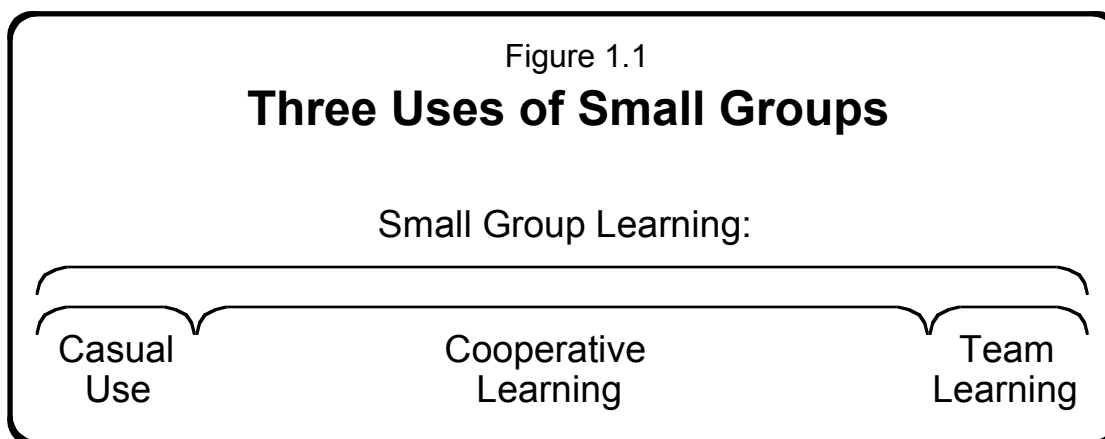 Figure 1.1
Three Uses of Small Groups
Small Group Learning:
Casual
Use
Cooperative
Learning
Team
Learning